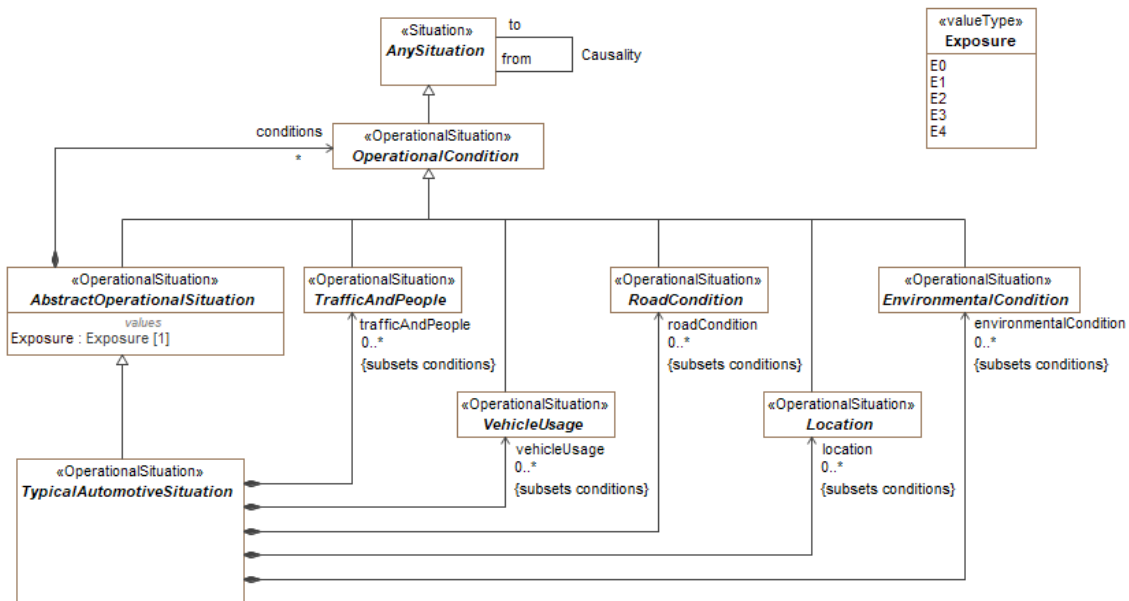 «Situation»
AnySituation
to
from
Causality
«valueType»
Exposure
E0
E1
E2
E3
E4
conditions
*
«OperationalSituation»
OperationalCondition
«OperationalSituation»
AbstractOperationalSituation
values
Exposure : Exposure [1]
«OperationalSituation»
TrafficAndPeople
trafficAndPeople
0..*
{subsets conditions}
«OperationalSituation»
RoadCondition
roadCondition
0..*
{subsets conditions}
«OperationalSituation»
EnvironmentalCondition
environmentalCondition
0..*
{subsets conditions}
«OperationalSituation»
VehicleUsage
vehicleUsage
0..*
{subsets conditions}
«OperationalSituation»
Location
location
0..*
{subsets conditions}
«OperationalSituation»
TypicalAutomotiveSituation